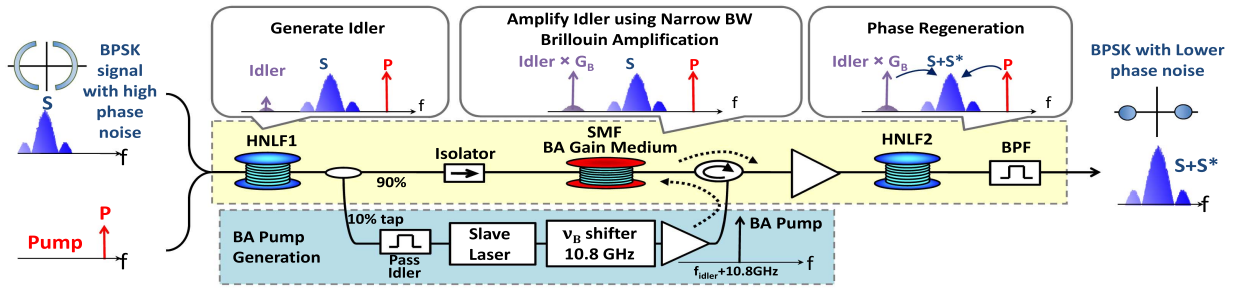 BPSK
signal
with high
phase
noise
S
f
Pump
P
f
Generate Idler
Idler
S
P
f
Amplify Idler using Narrow BW
Brillouin Amplification
Idler × GB
S
P
f
Phase Regeneration
Idler × GB
S+S*
P
f
HNLF1
90%
Isolator
SMF
BA Gain Medium
HNLF2
BPF
10% tap
BA Pump
Generation
Pass
Idler
Slave
Laser
νB shifter
10.8 GHz
BA Pump
fidler+10.8GHz
f
BPSK with Lower
phase noise
S+S*
f